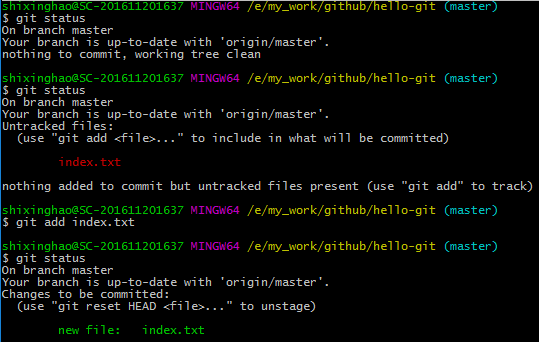 shixinghao@SC-201611201637 MINGW64 /e/my_work/github/hello-git (master)
$ git status
On branch master
Your branch is up-to-date with 'origin/master'.
nothing to commit, working tree clean

shixinghao@SC-201611201637 MINGW64 /e/my_work/github/hello-git (master)
$ git status
On branch master
Your branch is up-to-date with 'origin/master'.
Untracked files:
  (use "git add <file>..." to include in what will be committed)

        index.txt

nothing added to commit but untracked files present (use "git add" to track)

shixinghao@SC-201611201637 MINGW64 /e/my_work/github/hello-git (master)
$ git add index.txt

shixinghao@SC-201611201637 MINGW64 /e/my_work/github/hello-git (master)
$ git status
On branch master
Your branch is up-to-date with 'origin/master'.
Changes to be committed:
  (use "git reset HEAD <file>..." to unstage)

        new file:   index.txt